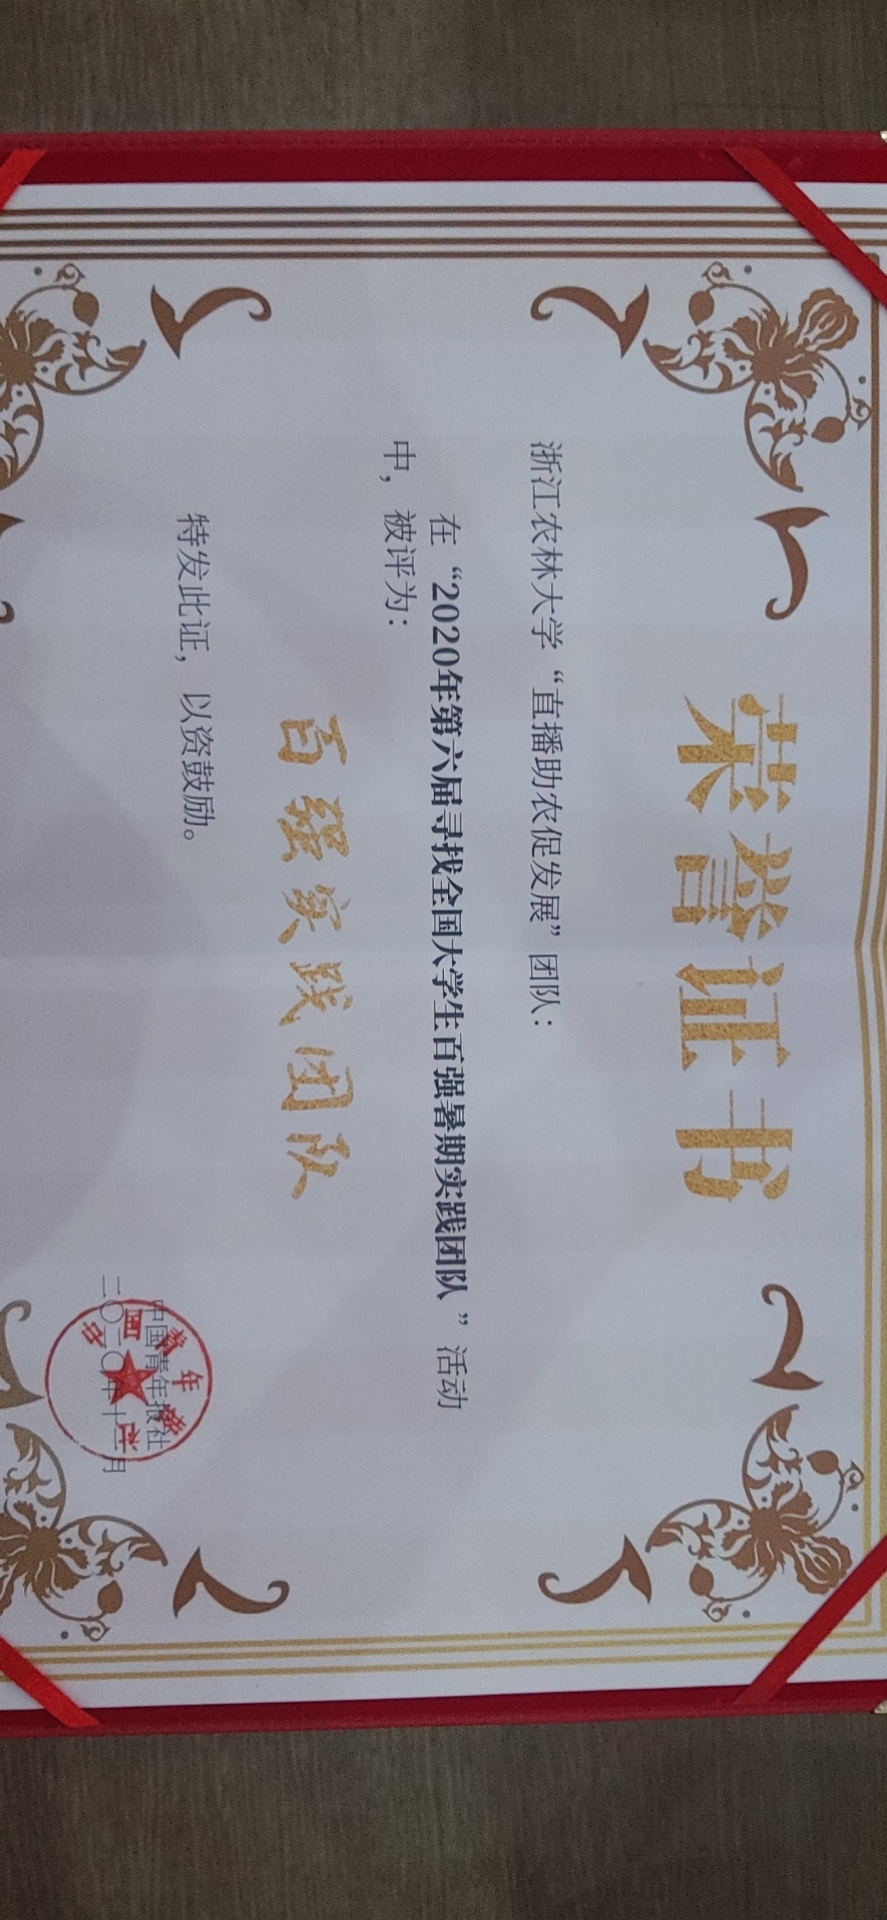 荣誉证书
浙江农林大学“直播助农促发展”团队：
在“2020年第六届寻找全国大学生百强暑期实践团队 ”活动
中，被评为：
百强实践团队
特发此证，以资鼓励。
中国青年报社
二〇二〇年十二月